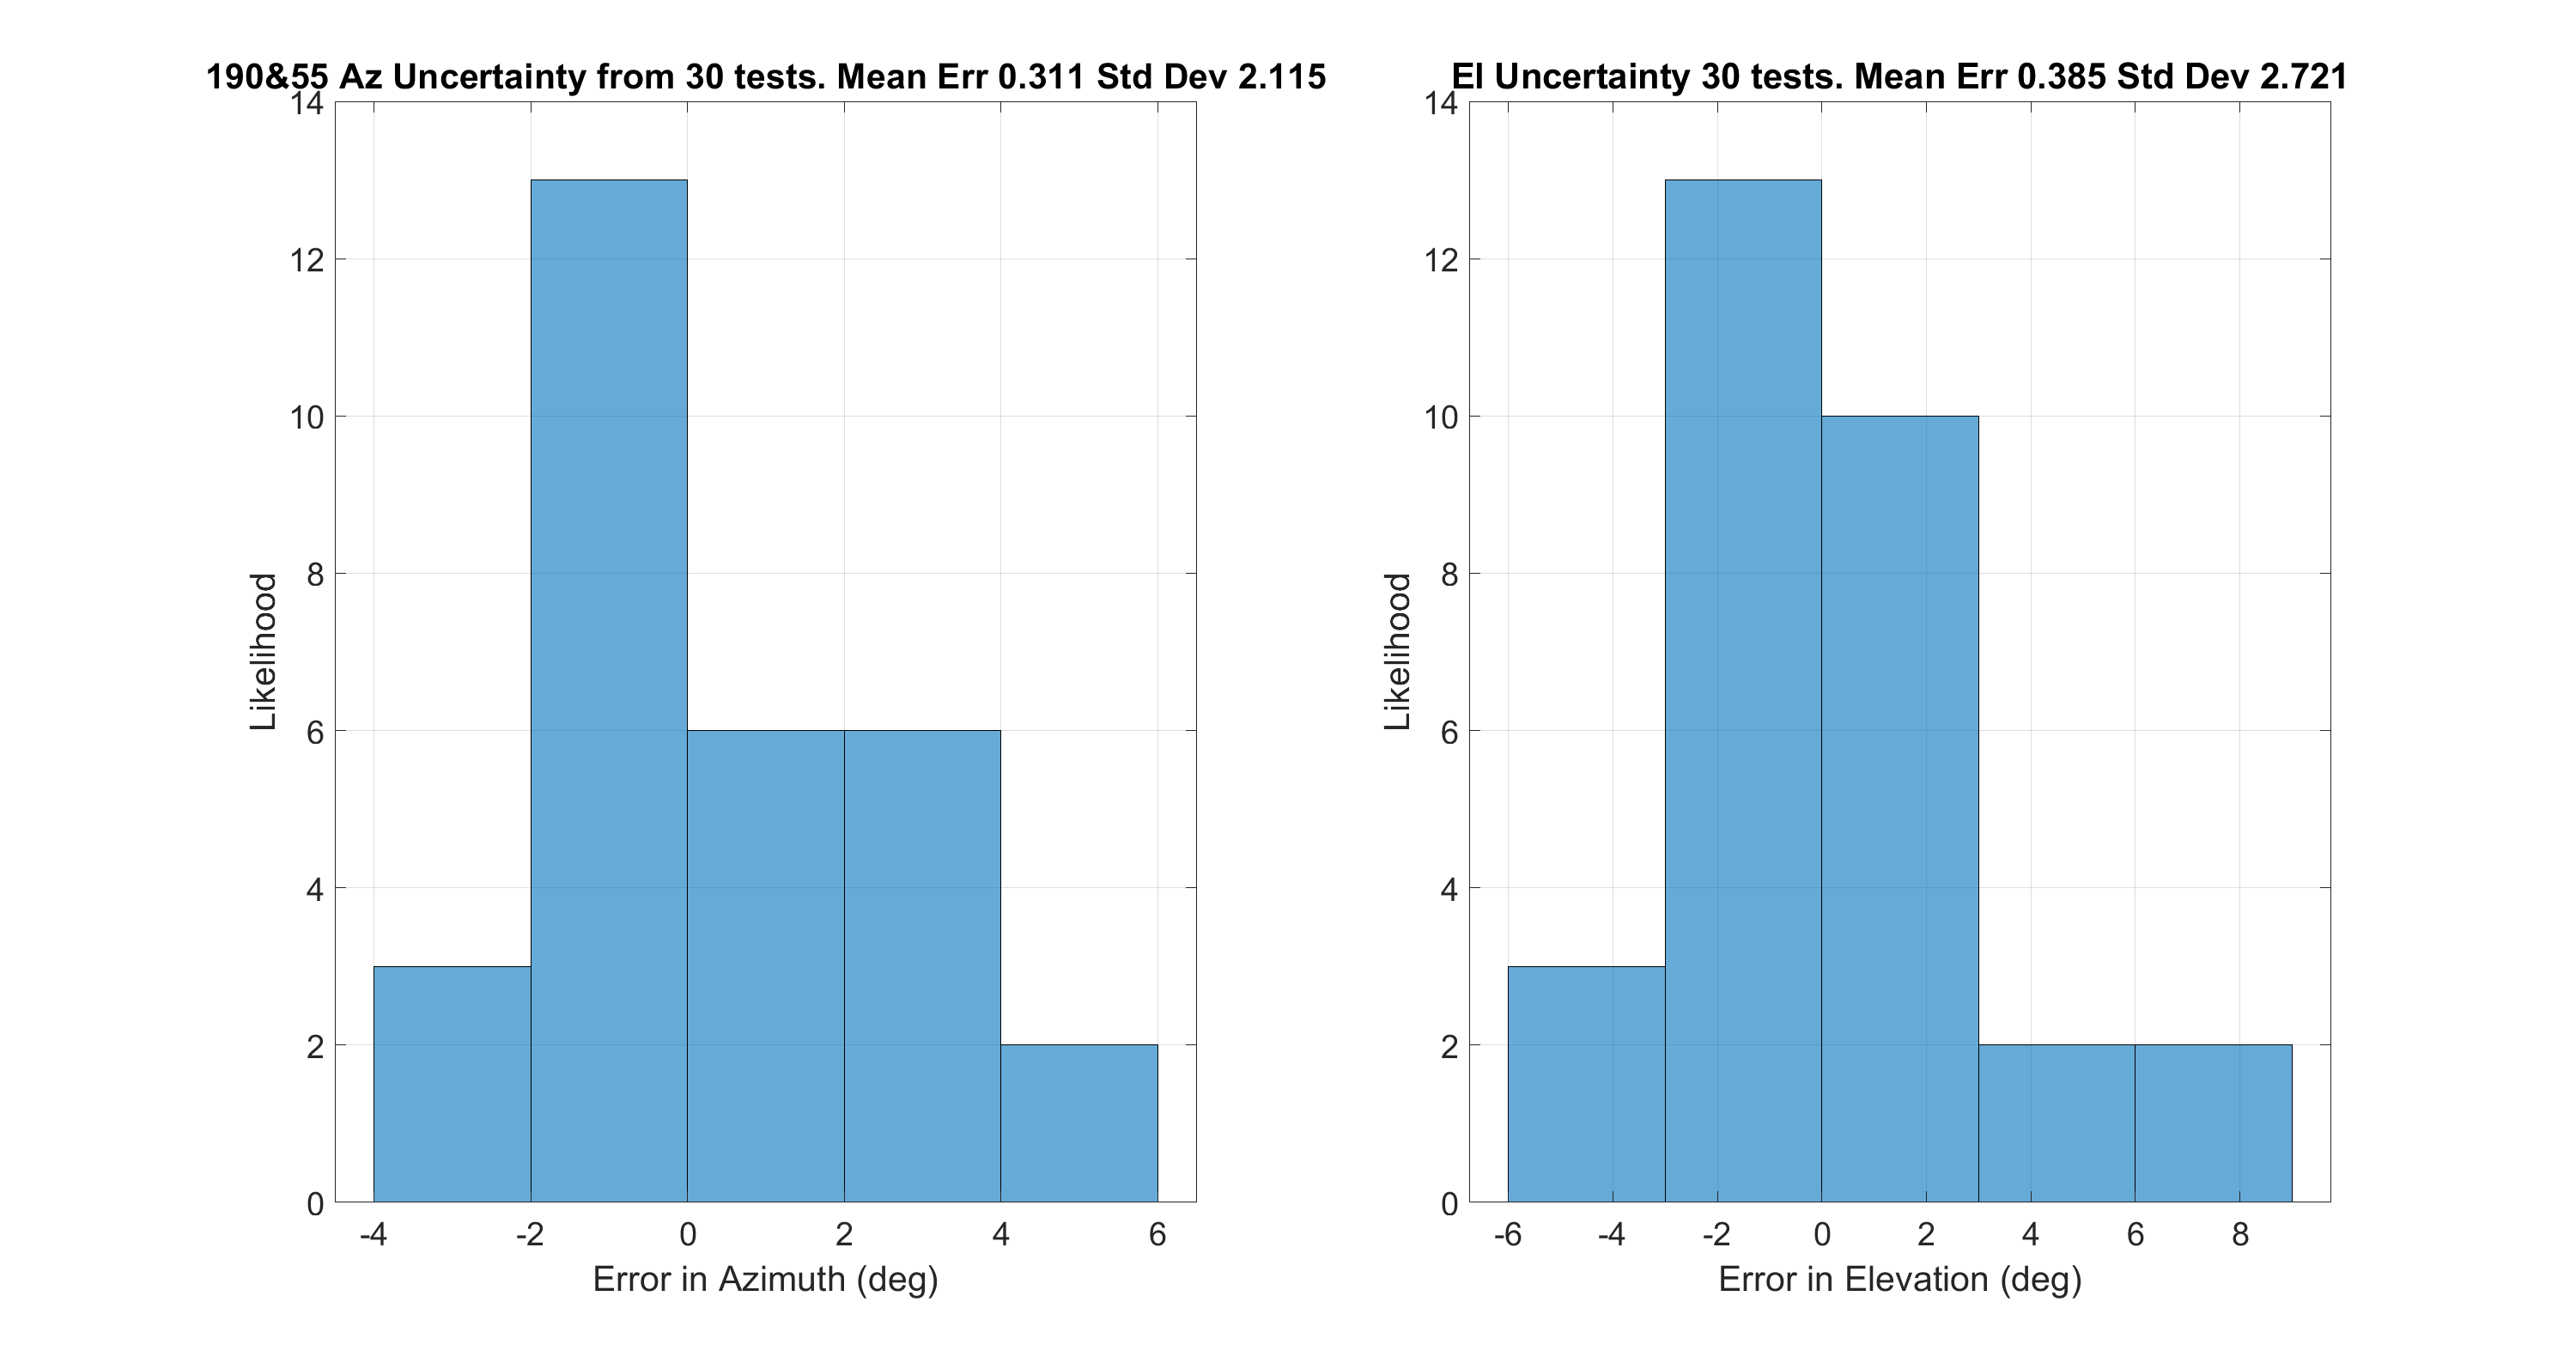 190&55 Az Uncertainty from 30 tests. Mean Err 0.311 Std Dev 2.115
14
12
10
8
6
4
2
0
Likelihood
-4 -2 0 2 4 6
Error in Azimuth (deg)
El Uncertainty 30 tests. Mean Err 0.385 Std Dev 2.721
14
12
10
8
6
4
2
0
Likelihood
-6 -4 -2 0 2 4 6 8
Error in Elevation (deg)